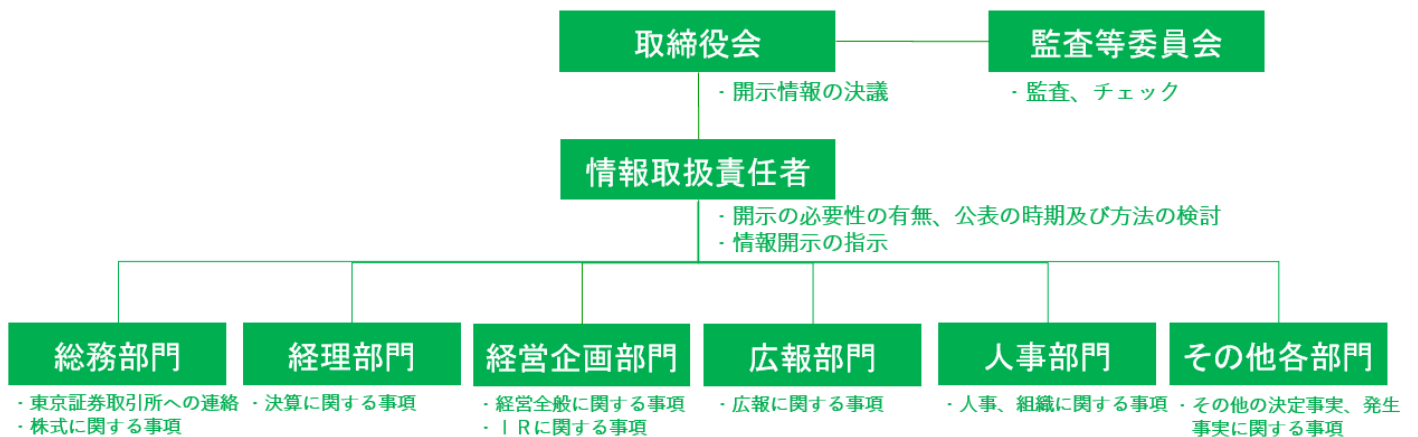 取締役会
監査等委員会
・開示情報の決議
・監査、チェック
情報取扱責任者
・開示の必要性の有無、公表の時期及び方法の検討
・情報開示の指示
総務部門
経理部門
経営企画部門
広報部門
人事部門
その他各部門
・東京証券取引所への連絡
・株式に関する事項
・決算に関する事項
・経営全般に関する事項
・ＩＲに関する事項
・広報に関する事項
・人事、組織に関する事項
・その他の決定事実、発生
事実に関する事項